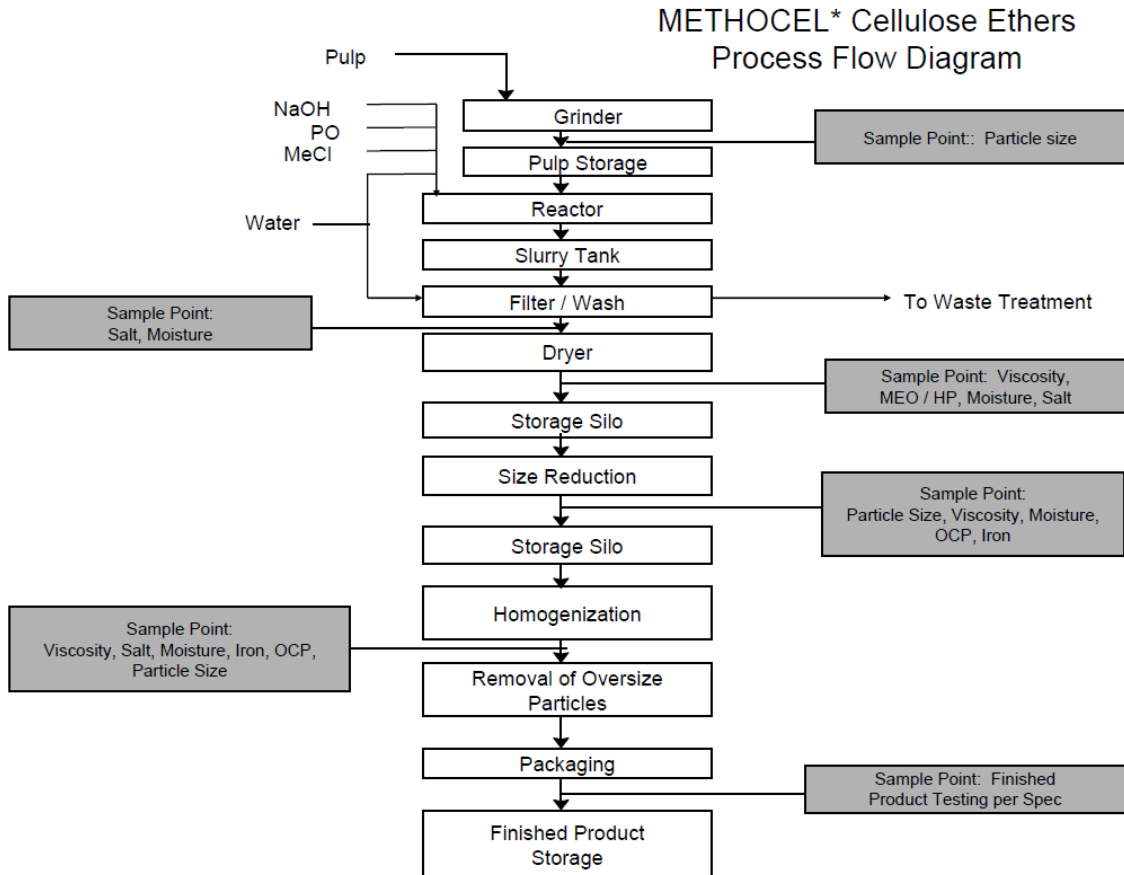 METHOCEL* Cellulose Ethers
Process Flow Diagram
Pulp
NaOH
PO
MeCl
Water
Grinder
Sample Point:: Particle size
Pulp Storage
Reactor
Slurry Tank
Filter / Wash
To Waste Treatment
Sample Point:
Salt, Moisture
Dryer
Sample Point: Viscosity,
MEO / HP, Moisture, Salt
Storage Silo
Size Reduction
Sample Point:
Particle Size, Viscosity, Moisture,
OCP, Iron
Storage Silo
Homogenization
Sample Point:
Viscosity, Salt, Moisture, Iron, OCP,
Particle Size
Removal of Oversize
Particles
Packaging
Sample Point: Finished
Product Testing per Spec
Finished Product
Storage